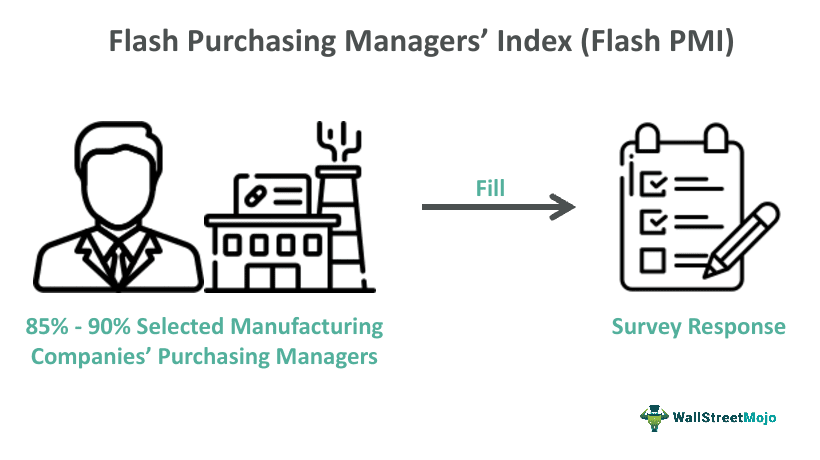 Flash Purchasing Managers’ Index (Flash PMI)
Fill
85% - 90% Selected Manufacturing
Companies’ Purchasing Managers
Survey Response
WallStreetMojo